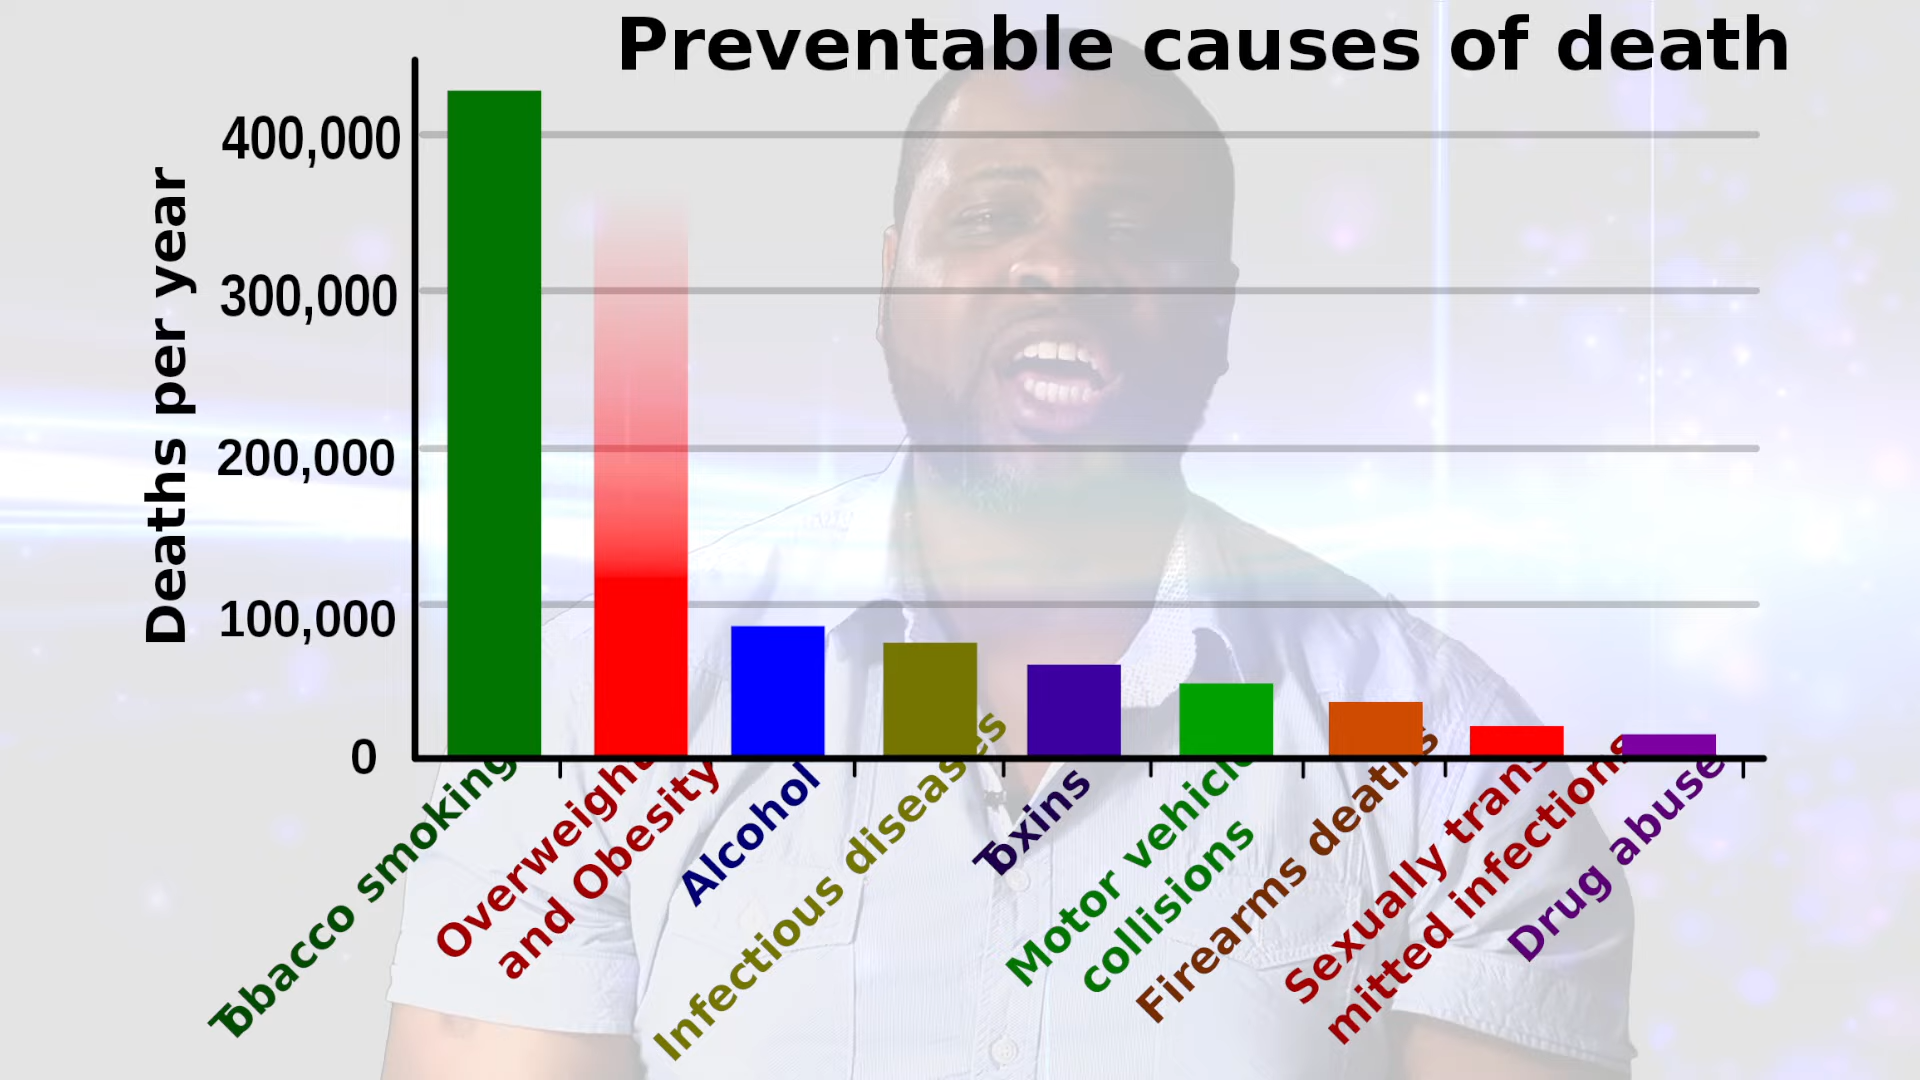 Preventable causes of death
Deaths per year
400,000
300,000
200,000
100,000
0
Tobacco smoking
Overweight
and Obesity
Alcohol
Infectious diseases
Toxins
Motor vehicle
collisions
Firearms deaths
Sexually trans
mitted infections
Drug abuse